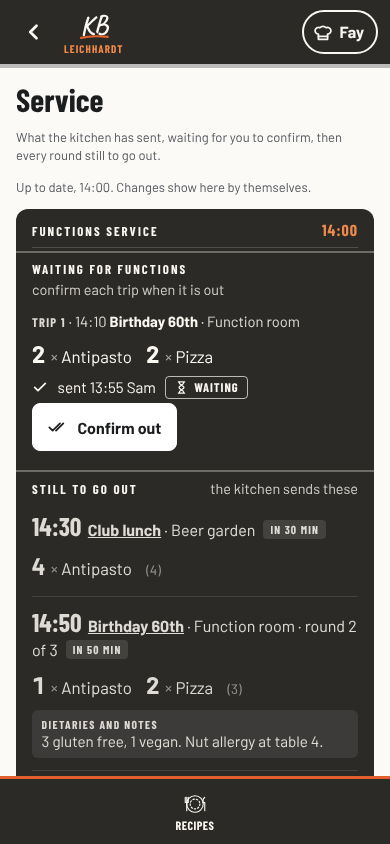 KB
LEICHHARDT
Fay
Service
What the kitchen has sent, waiting for you to confirm, then
every round still to go out.
Up to date, 14:00. Changes show here by themselves.
FUNCTIONS SERVICE 14:00
WAITING FOR FUNCTIONS
confirm each trip when it is out
TRIP 1 · 14:10 Birthday 60th · Function room
2 × Antipasto 2 × Pizza
sent 13:55 Sam WAITING
Confirm out
STILL TO GO OUT the kitchen sends these
14:30 Club lunch · Beer garden IN 30 MIN
4 × Antipasto (4)
14:50 Birthday 60th · Function room · round 2
of 3 IN 50 MIN
1 × Antipasto 2 × Pizza (3)
DIETARIES AND NOTES
3 gluten free, 1 vegan. Nut allergy at table 4.
RECIPES